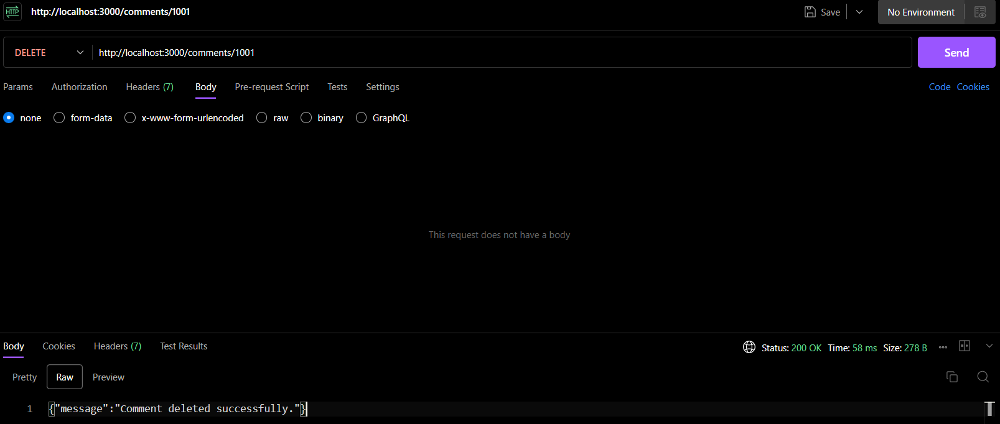 HTTP http://localhost:3000/comments/1001 Save No Environment
DELETE http://localhost:3000/comments/1001 Send
Params Authorization Headers (7) Body Pre-request Script Tests Settings Code Cookies
none form-data x-www-form-urlencoded raw binary GraphQL
This request does not have a body
Body Cookies Headers (7) Test Results Status: 200 OK Time: 58 ms Size: 278 B
Pretty Raw Preview
1 {"message":"Comment deleted successfully."}